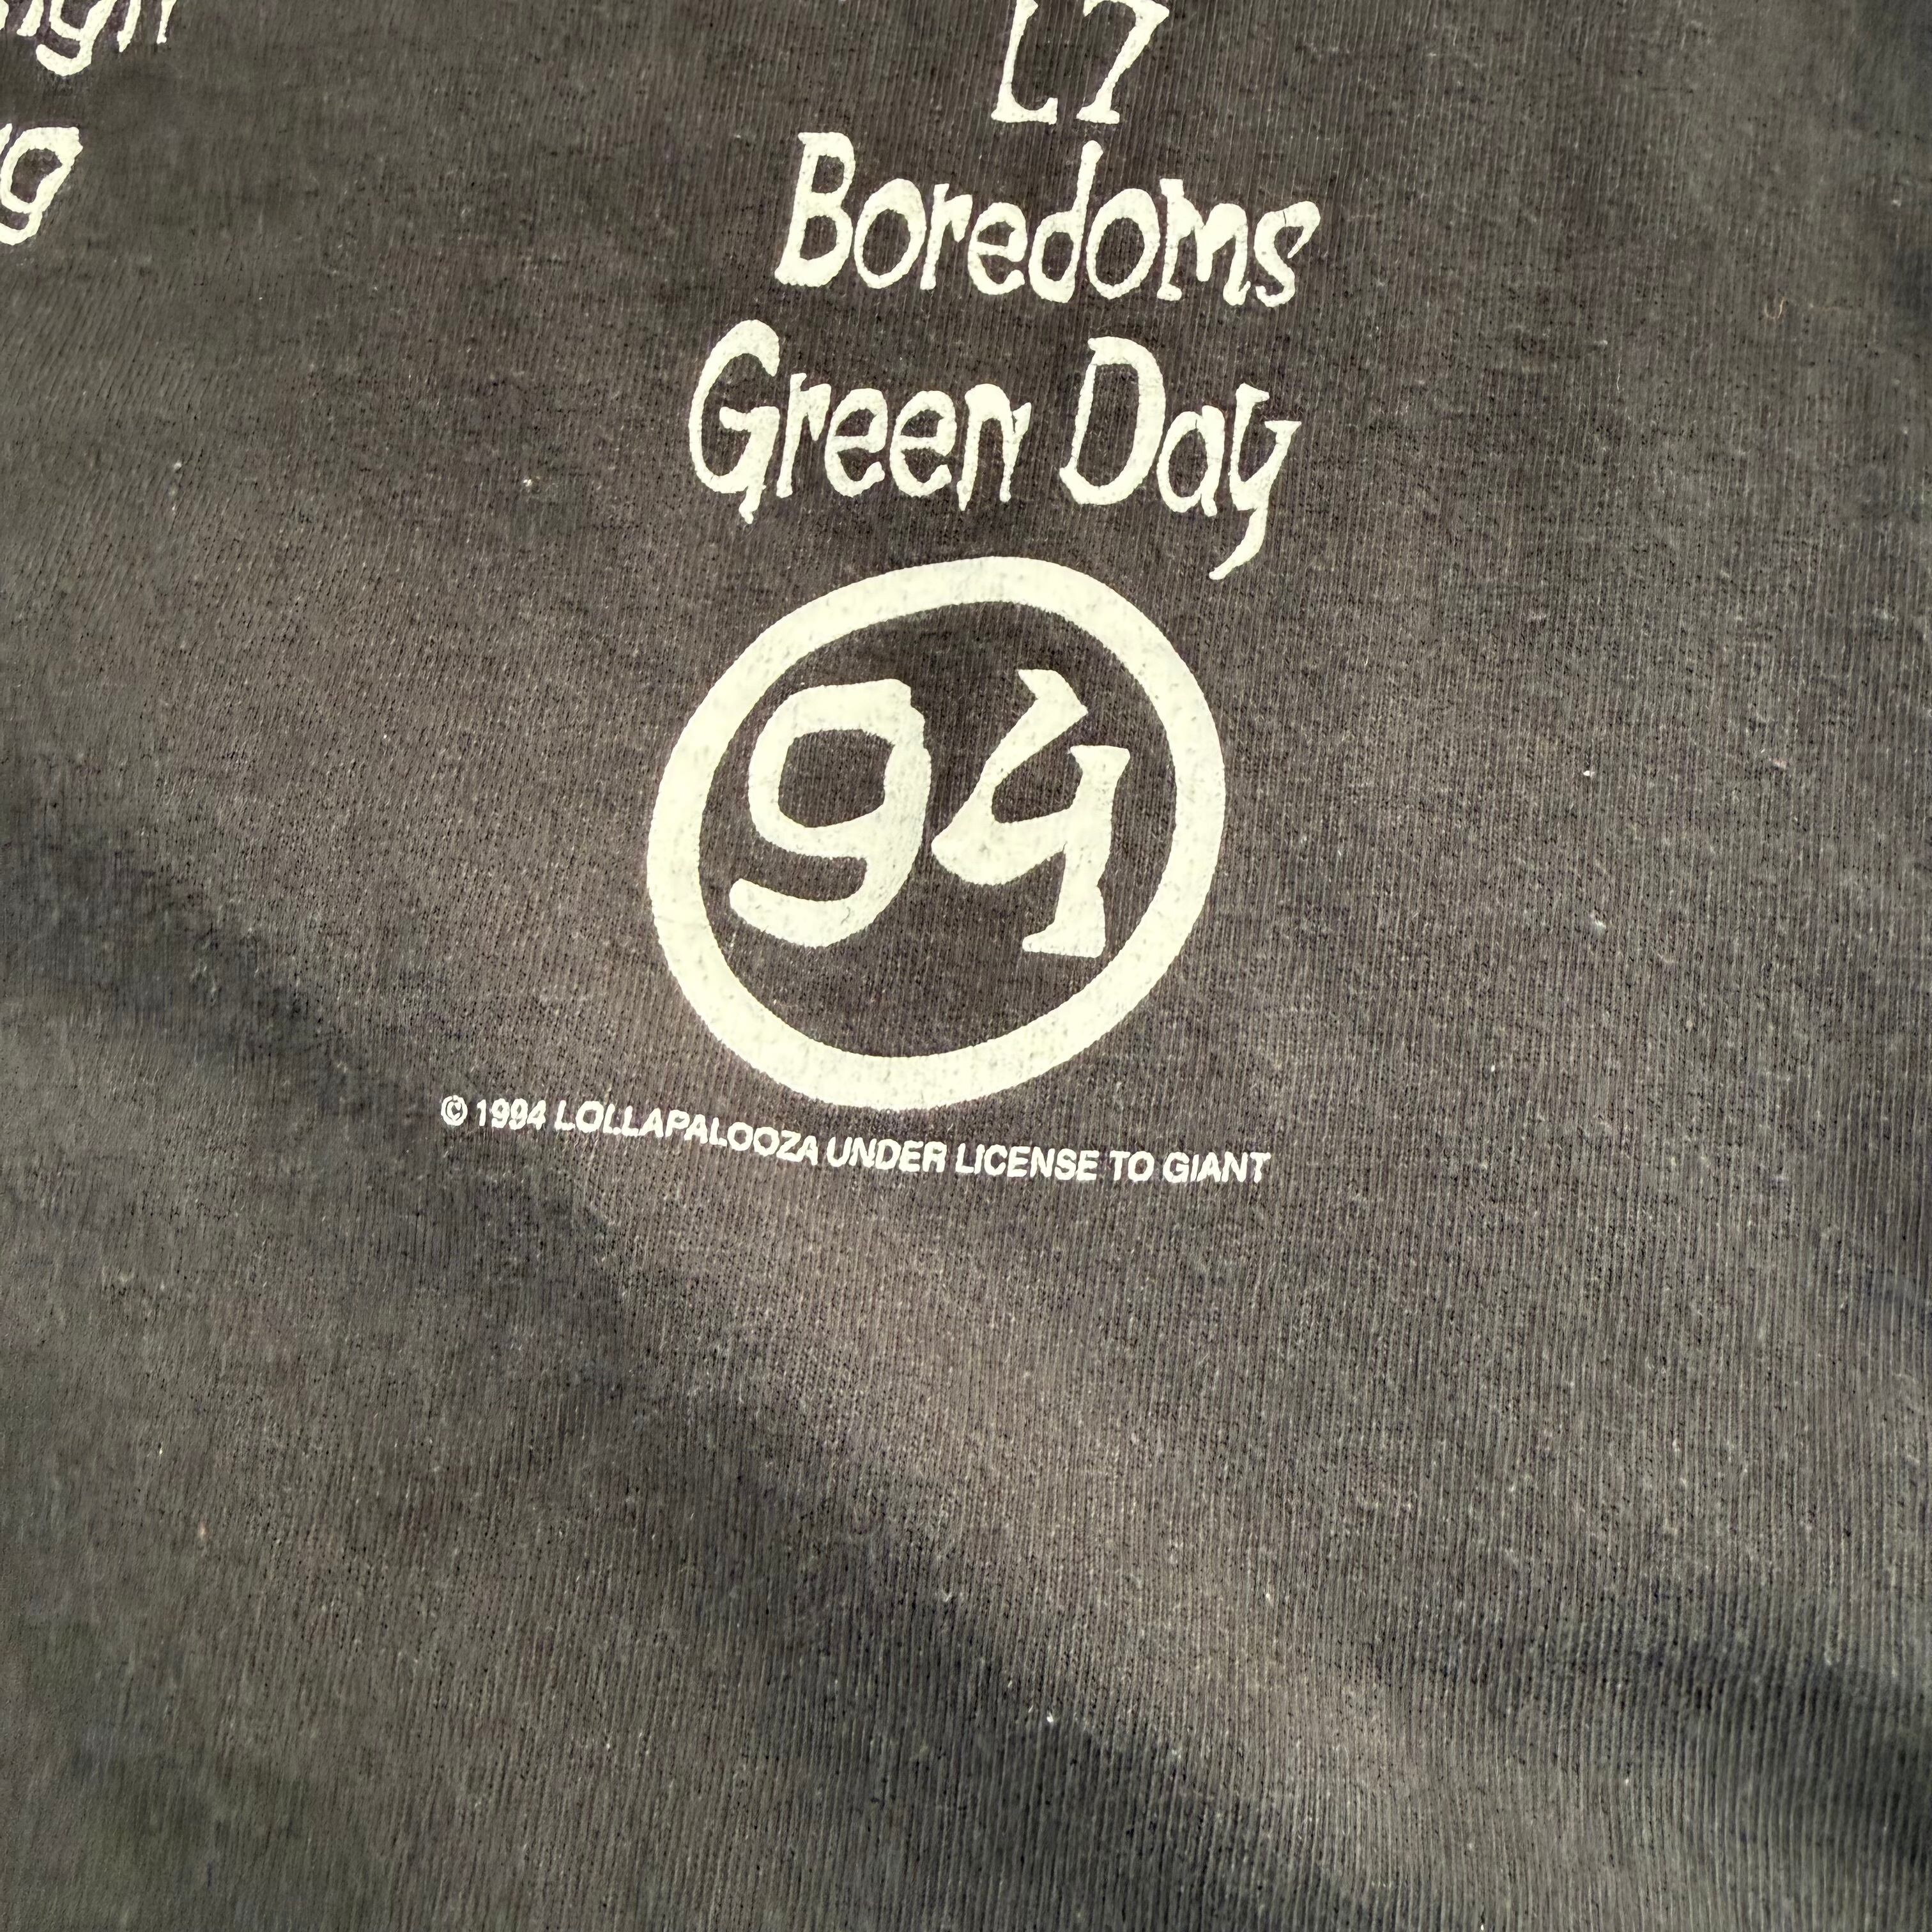 L7
Boredoms
Green Day
94
© 1994 LOLLAPALOOZA UNDER LICENSE TO GIANT